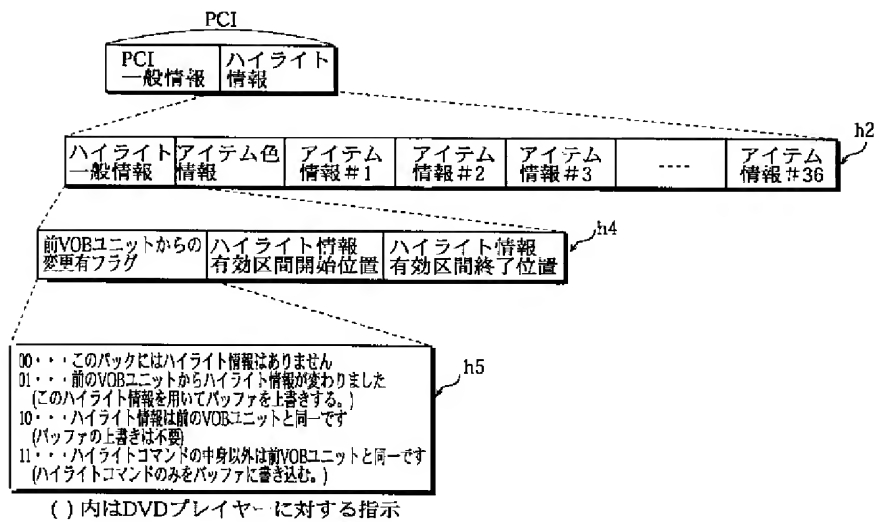 PCI
PCI
一般情報
ハイライト
情報
h2
ハイライト
一般情報
アイテム色
情報
アイテム
情報#1
アイテム
情報#2
アイテム
情報#3
----
アイテム
情報#36
h4
前VOBユニットからの
変更有フラグ
ハイライト情報
有効区間開始位置
ハイライト情報
有効区間終了位置
h5
00・・・このパックにはハイライト情報はありません
01・・・前のVOBユニットからハイライト情報が変わりました
(このハイライト情報を用いてバッファを上書きする。)
10・・・ハイライト情報は前のVOBユニットと同一です
(バッファの上書きは不要)
11・・・ハイライトコマンドの中身以外は前VOBユニットと同一です
(ハイライトコマンドのみをバッファに書き込む。)
( )内はDVDプレイヤーに対する指示